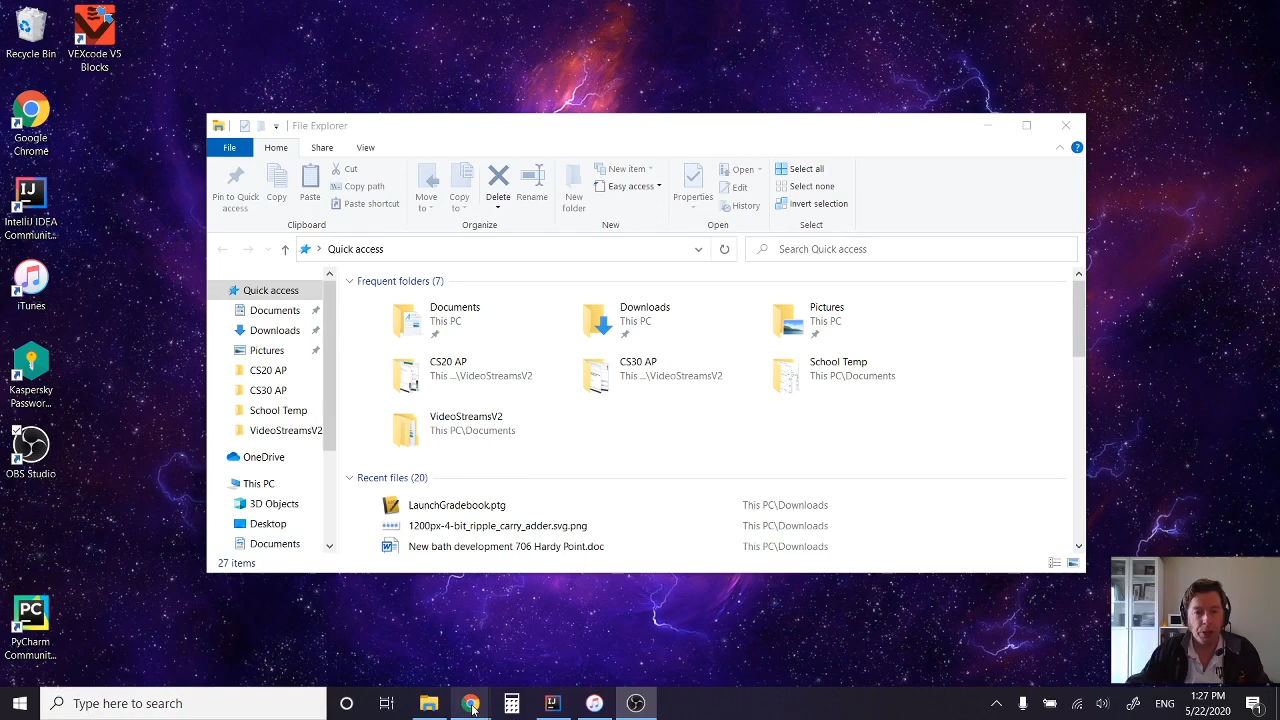 Recycle Bin
VEXcode V5
Blocks
Google
Chrome
IJ
IntelliJ IDEA
Communit...
iTunes
Kaspersky
Passwor...
OBS Studio
PC
PyCharm
Communit...
File Explorer
File
Home
Share
View
Pin to Quick
access
Copy
Paste
Cut
Copy path
Paste shortcut
Clipboard
Move
to
Copy
to
Delete
Rename
Organize
New
folder
New item
Easy access
New
Properties
Open
Edit
History
Open
Select all
Select none
Invert selection
Select
Quick access
Search Quick access
Quick access
Documents
Downloads
Pictures
CS20 AP
CS30 AP
School Temp
VideoStreamsV2
OneDrive
This PC
3D Objects
Desktop
Documents
Frequent folders (7)
Documents
This PC
Downloads
This PC
Pictures
This PC
CS20 AP
This ...\VideoStreamsV2
CS30 AP
This ...\VideoStreamsV2
School Temp
This PC\Documents
VideoStreamsV2
This PC\Documents
Recent files (20)
LaunchGradebook.ptg This PC\Downloads
1200px-4-bit_ripple_carry_adder.svg.png This PC\Downloads
New bath development 706 Hardy Point.doc This PC\Downloads
27 items
Type here to search
ENG
1:27 PM
5/22/2020